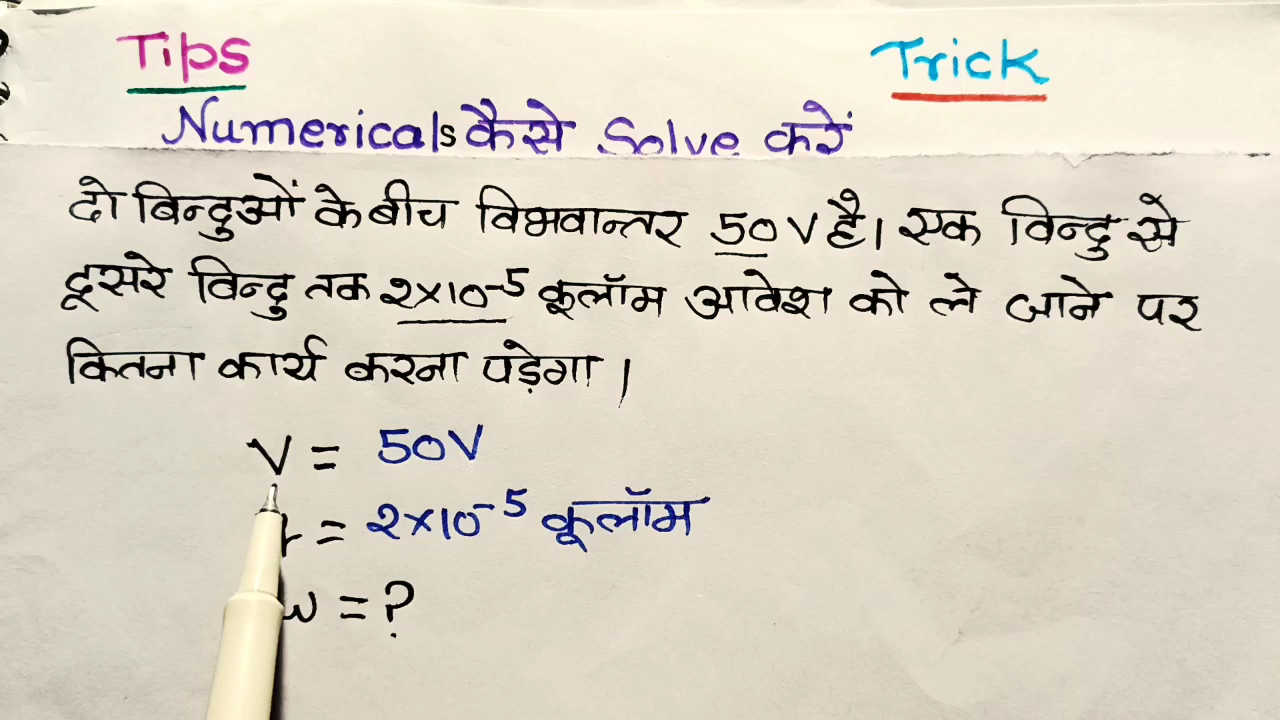 Tips Trick
Numericals कैसे Solve करें
दो बिन्दुओं के बीच विभवान्तर 50V है। एक विन्दु से
दूसरे विन्दु तक 2×10⁻⁵ कूलॉम आवेश को ले जाने पर
कितना कार्य करना पड़ेगा।
V = 50V
= 2×10⁻⁵ कूलॉम
w = ?